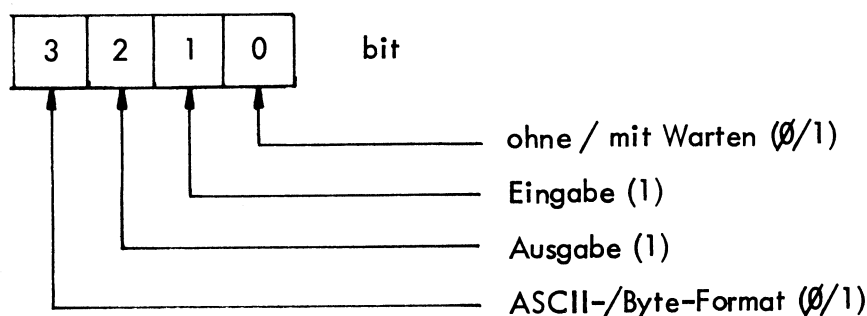 3 2 1 0 bit
ohne / mit Warten (Ø/1)
Eingabe (1)
Ausgabe (1)
ASCII-/Byte-Format (Ø/1)